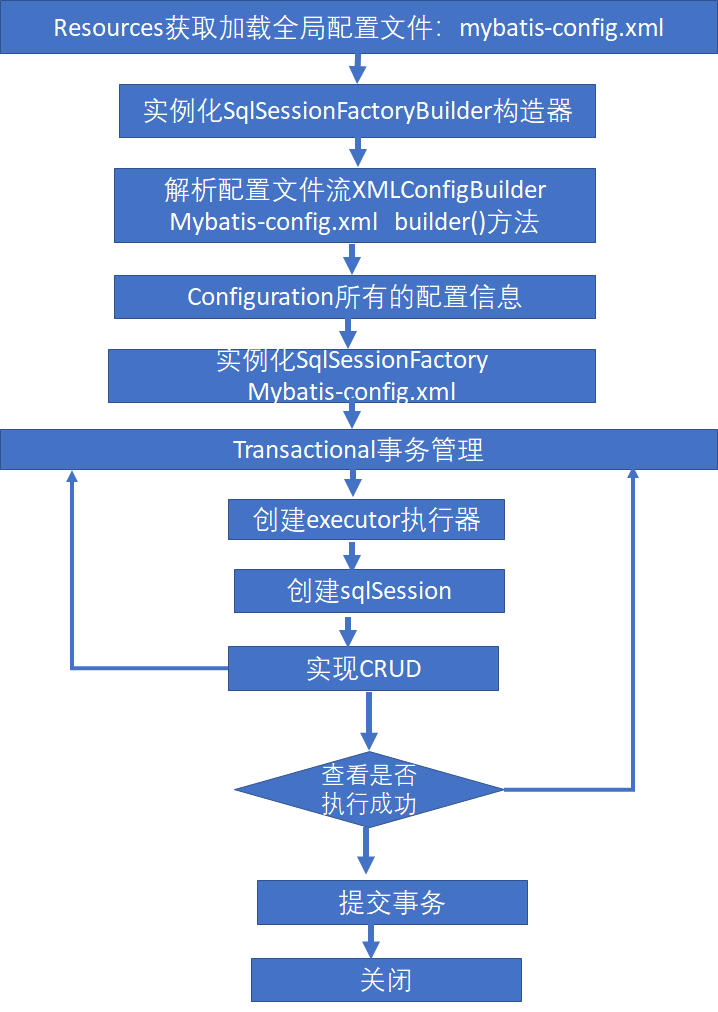 Resources获取加载全局配置文件：mybatis-config.xml
实例化SqlSessionFactoryBuilder构造器
解析配置文件流XMLConfigBuilder
Mybatis-config.xml  builder()方法
Configuration所有的配置信息
实例化SqlSessionFactory
Mybatis-config.xml
Transactional事务管理
创建executor执行器
创建sqlSession
实现CRUD
查看是否
执行成功
提交事务
关闭